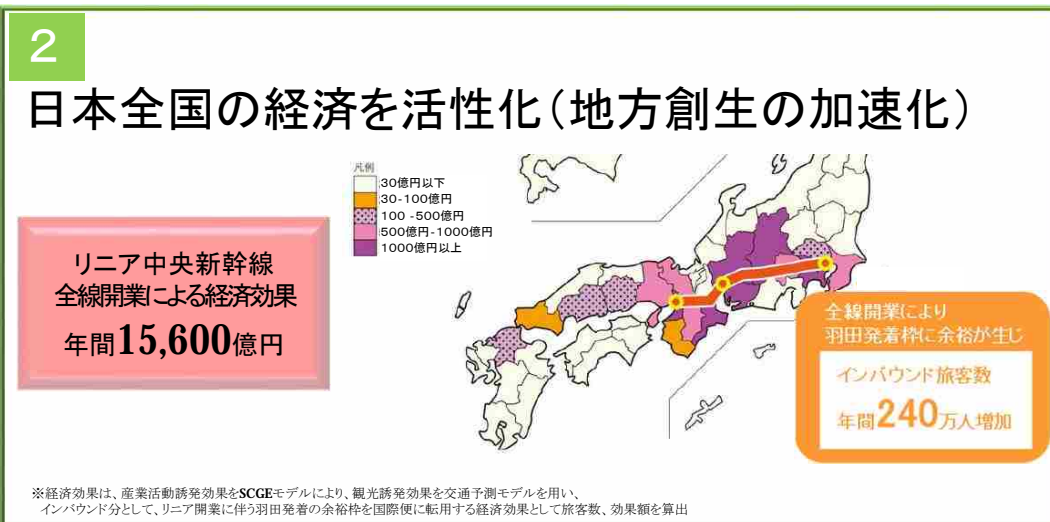 2
日本全国の経済を活性化(地方創生の加速化)
凡例
30億円以下
30-100億円
100 -500億円
500億円-1000億円
1000億円以上
リニア中央新幹線
全線開業による経済効果
年間15,600億円
全線開業により
羽田発着枠に余裕が生じ
インバウンド旅客数
年間240万人増加
※経済効果は、産業活動誘発効果をSCGEモデルにより、観光誘発効果を交通予測モデルを用い、
インバウンド分として、リニア開業に伴う羽田発着の余裕枠を国際便に転用する経済効果として旅客数、効果額を算出